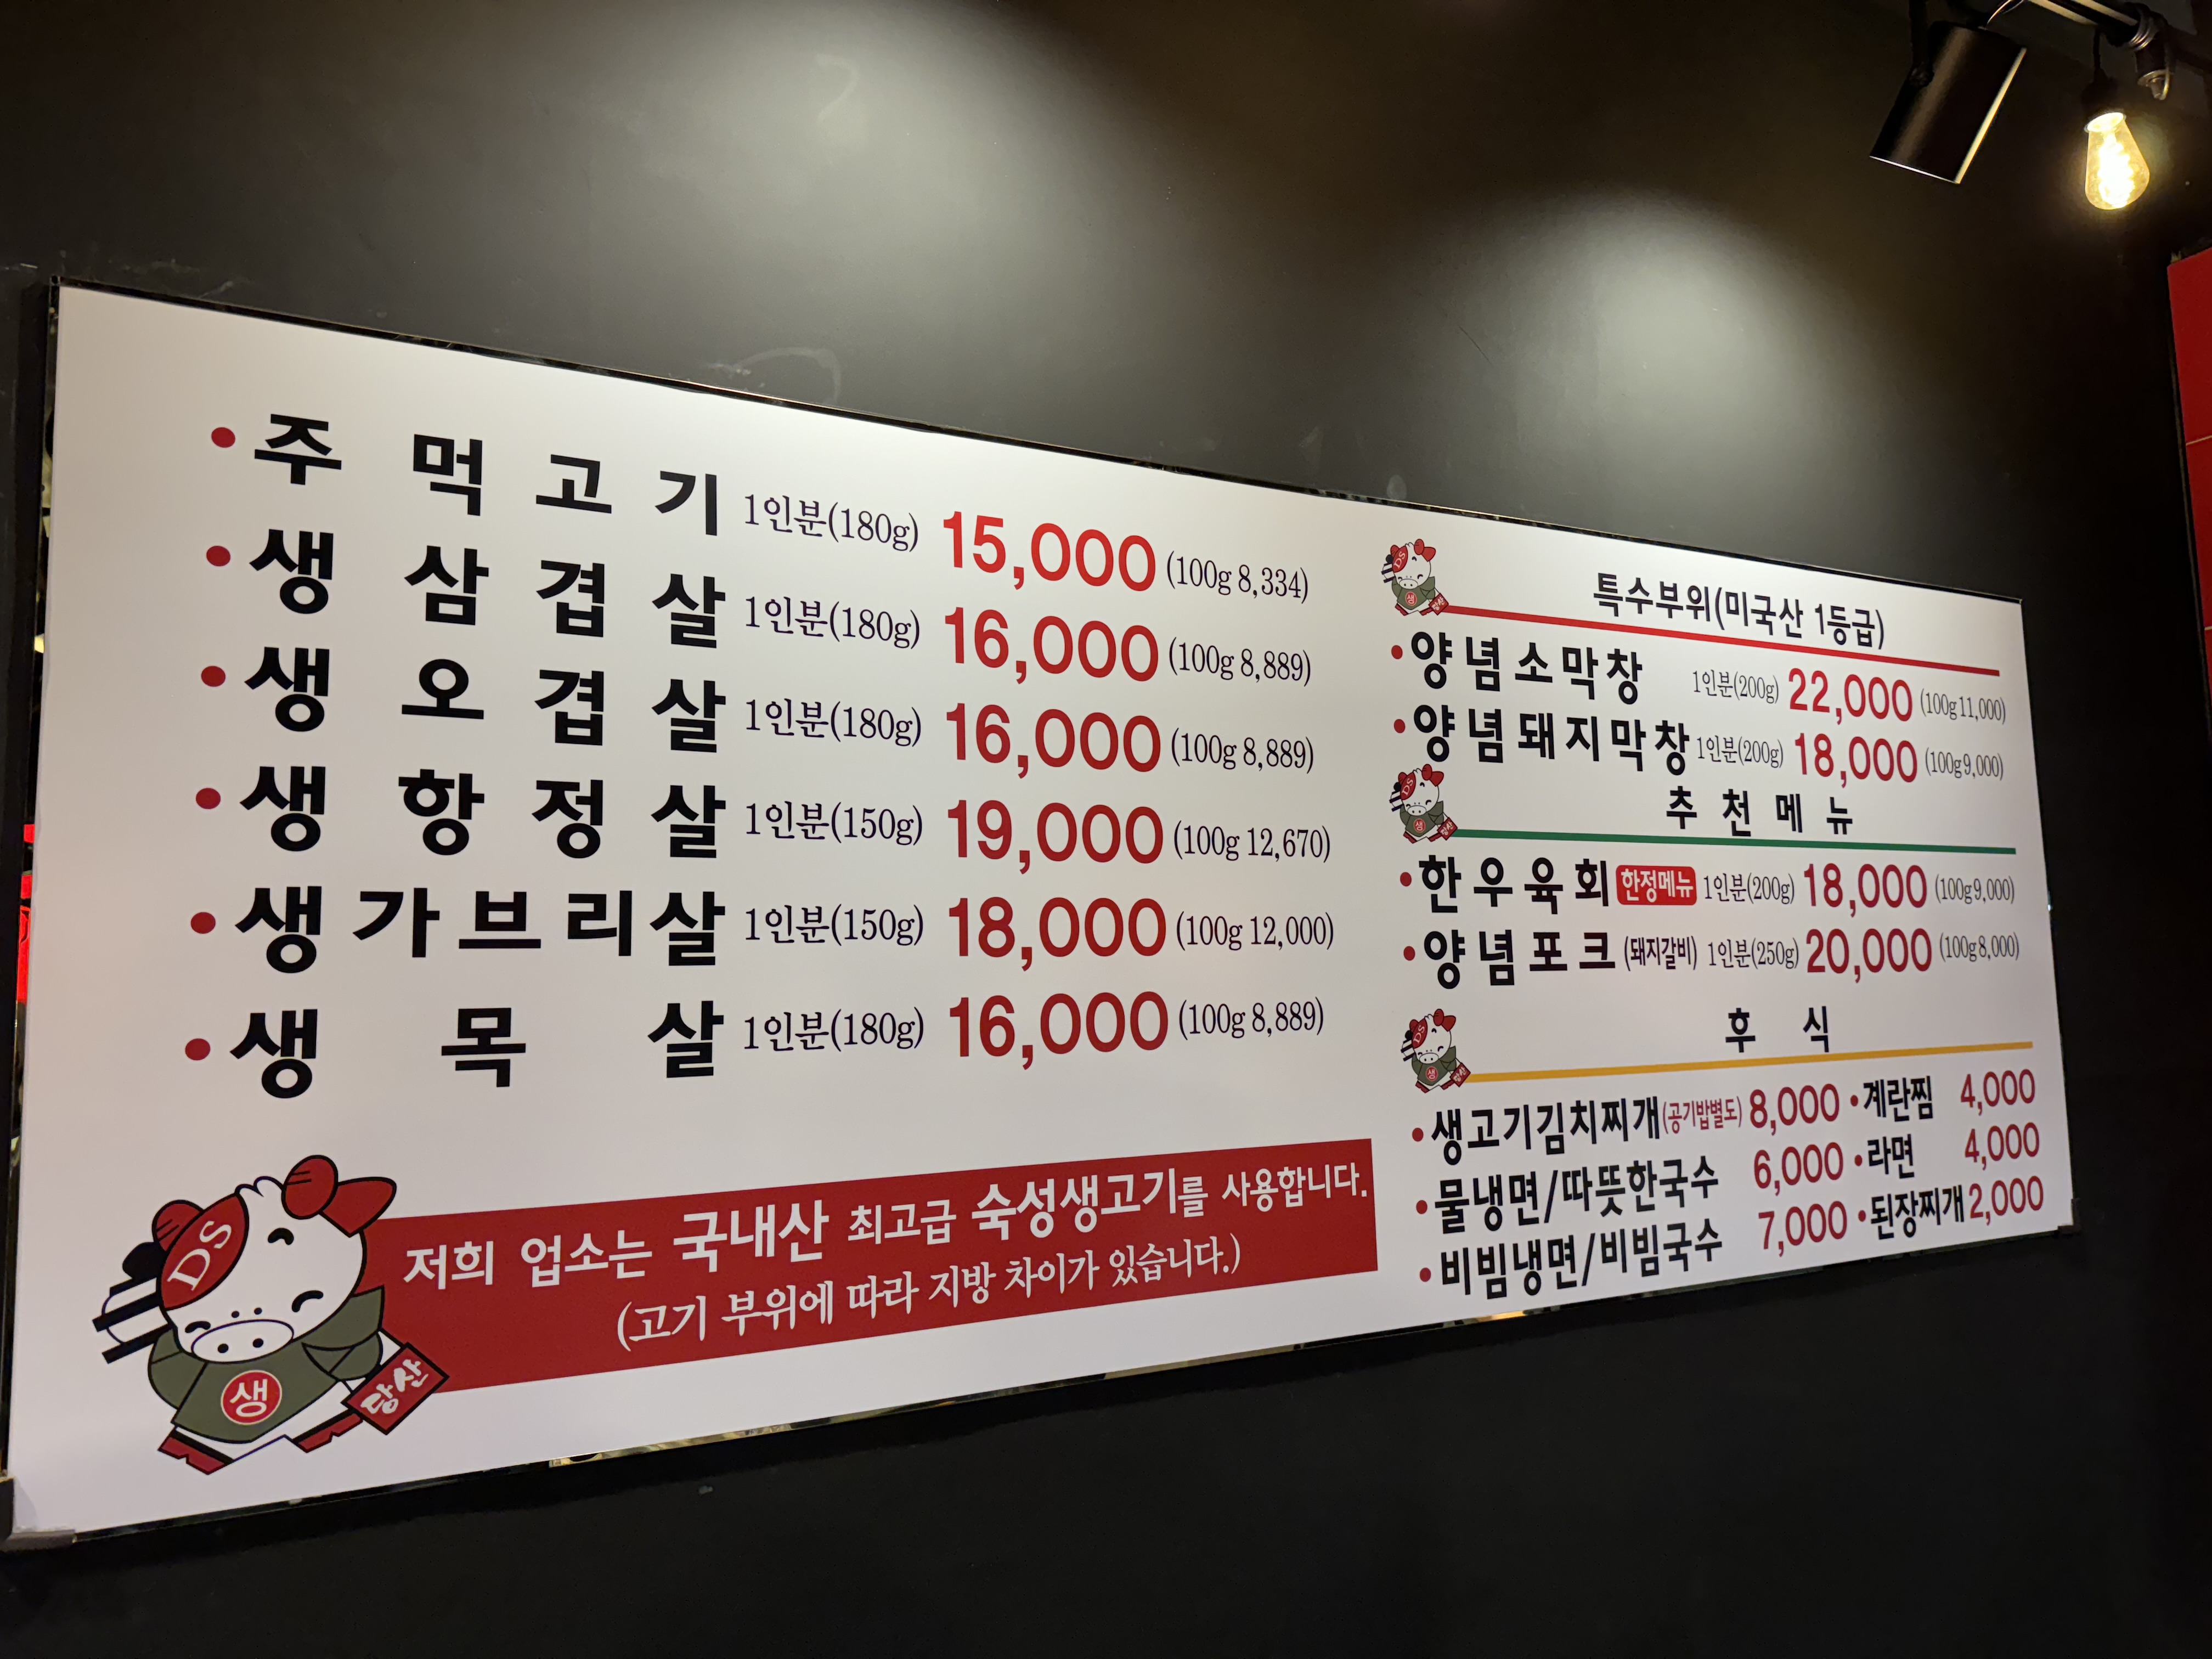 • 주먹고기 1인분(180g) 15,000 (100g 8,334)
• 생삼겹살 1인분(180g) 16,000 (100g 8,889)
• 생오겹살 1인분(180g) 16,000 (100g 8,889)
• 생항정살 1인분(150g) 19,000 (100g 12,670)
• 생가브리살 1인분(150g) 18,000 (100g 12,000)
• 생목살 1인분(180g) 16,000 (100g 8,889)
저희 업소는 국내산 최고급 숙성생고기를 사용합니다.
(고기 부위에 따라 지방 차이가 있습니다.)
DS
생
당산
DS
생
당산
특수부위(미국산 1등급)
• 양념소막창 1인분(200g) 22,000 (100g 11,000)
• 양념돼지막창 1인분(200g) 18,000 (100g 9,000)
DS
생
당산
추천메뉴
• 한우육회 한정메뉴 1인분(200g) 18,000 (100g 9,000)
• 양념포크 (돼지갈비) 1인분(250g) 20,000 (100g 8,000)
DS
생
당산
후식
• 생고기김치찌개(공기밥별도) 8,000 • 계란찜 4,000
• 물냉면/따뜻한국수 6,000 • 라면 4,000
• 비빔냉면/비빔국수 7,000 • 된장찌개 2,000